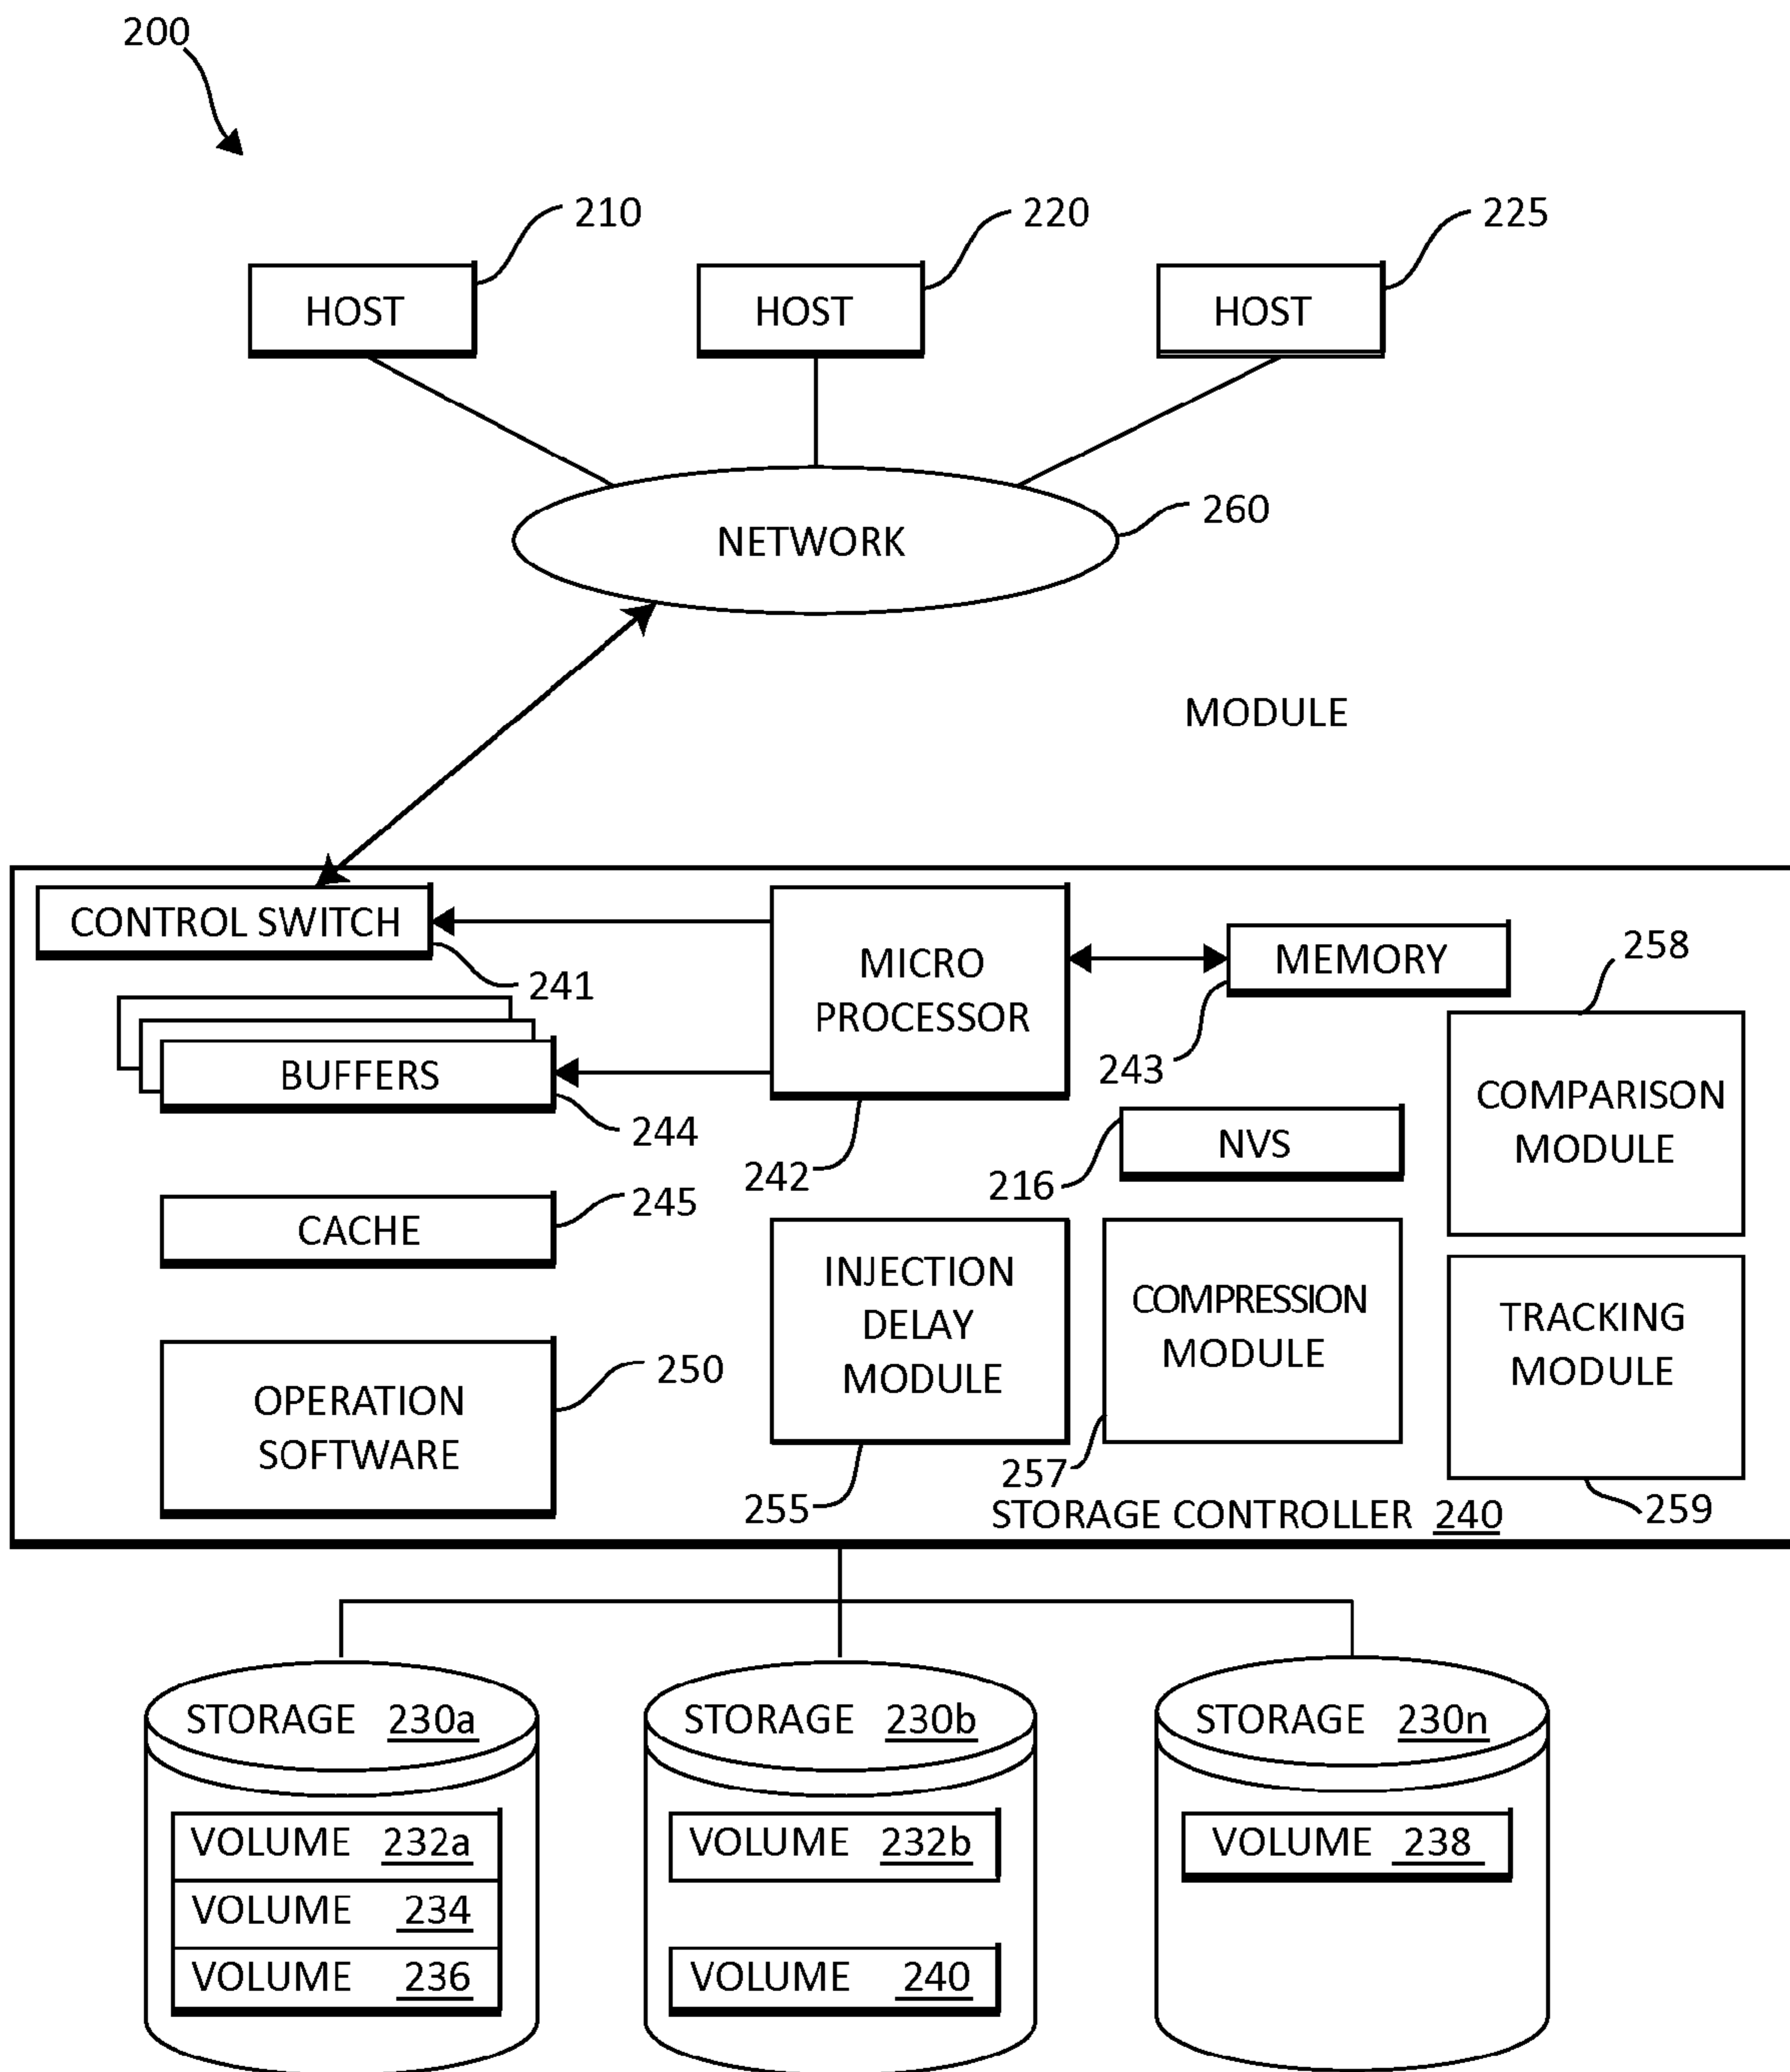 200
210
220
225
HOST
HOST
HOST
260
NETWORK
MODULE
CONTROL SWITCH
241
MICRO
PROCESSOR
242
MEMORY
243
258
BUFFERS
244
NVS
216
COMPARISON
MODULE
CACHE
245
INJECTION
DELAY
MODULE
255
COMPRESSION
MODULE
257
TRACKING
MODULE
259
OPERATION
SOFTWARE
250
STORAGE CONTROLLER 240
STORAGE 230a
STORAGE 230b
STORAGE 230n
VOLUME 232a
VOLUME 234
VOLUME 236
VOLUME 232b
VOLUME 240
VOLUME 238